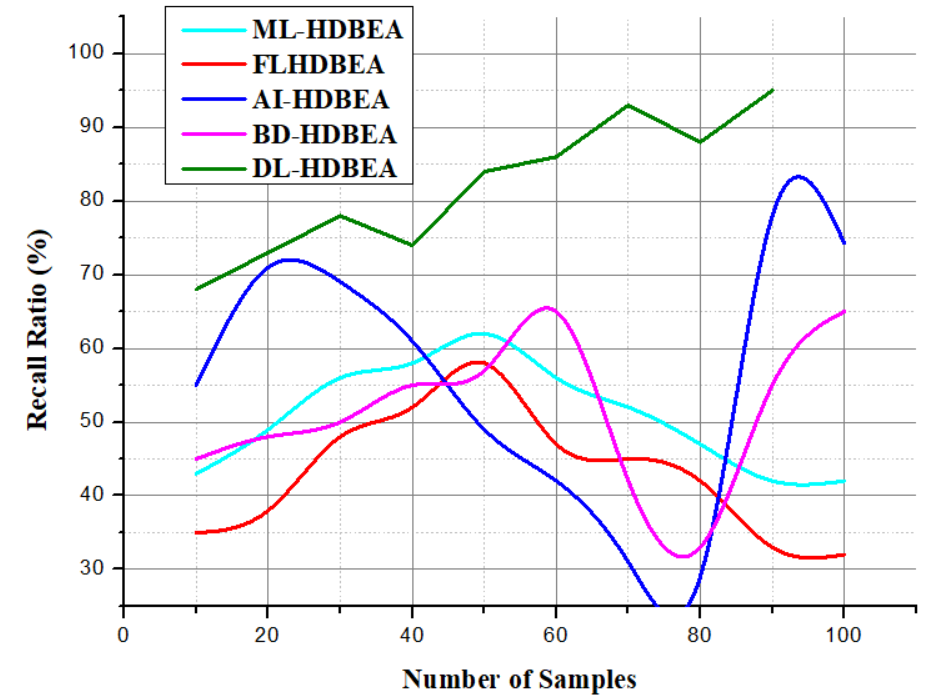 ML-HDBEA
FLHDBEA
AI-HDBEA
BD-HDBEA
DL-HDBEA
100
90
80
70
60
50
40
30
Recall Ratio (%)
0 20 40 60 80 100
Number of Samples